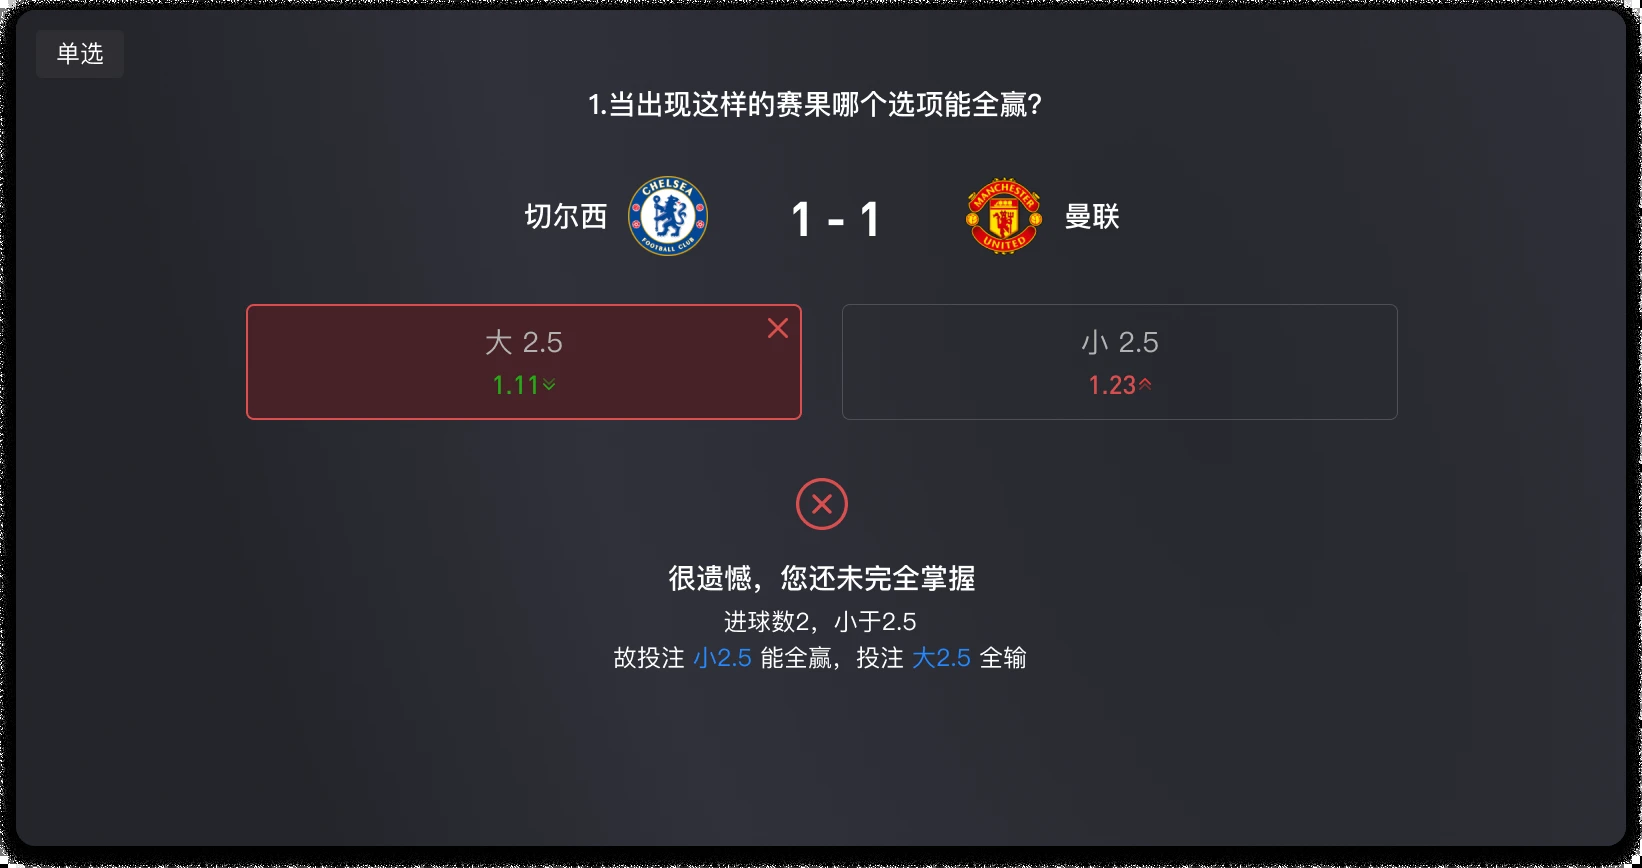 单选
1.当出现这样的赛果哪个选项能全赢?
切尔西 CHELSEA FOOTBALL CLUB 1 - 1 MANCHESTER UNITED 曼联
大 2.5
1.11
小 2.5
1.23
很遗憾，您还未完全掌握
进球数2，小于2.5
故投注 小2.5 能全赢，投注 大2.5 全输